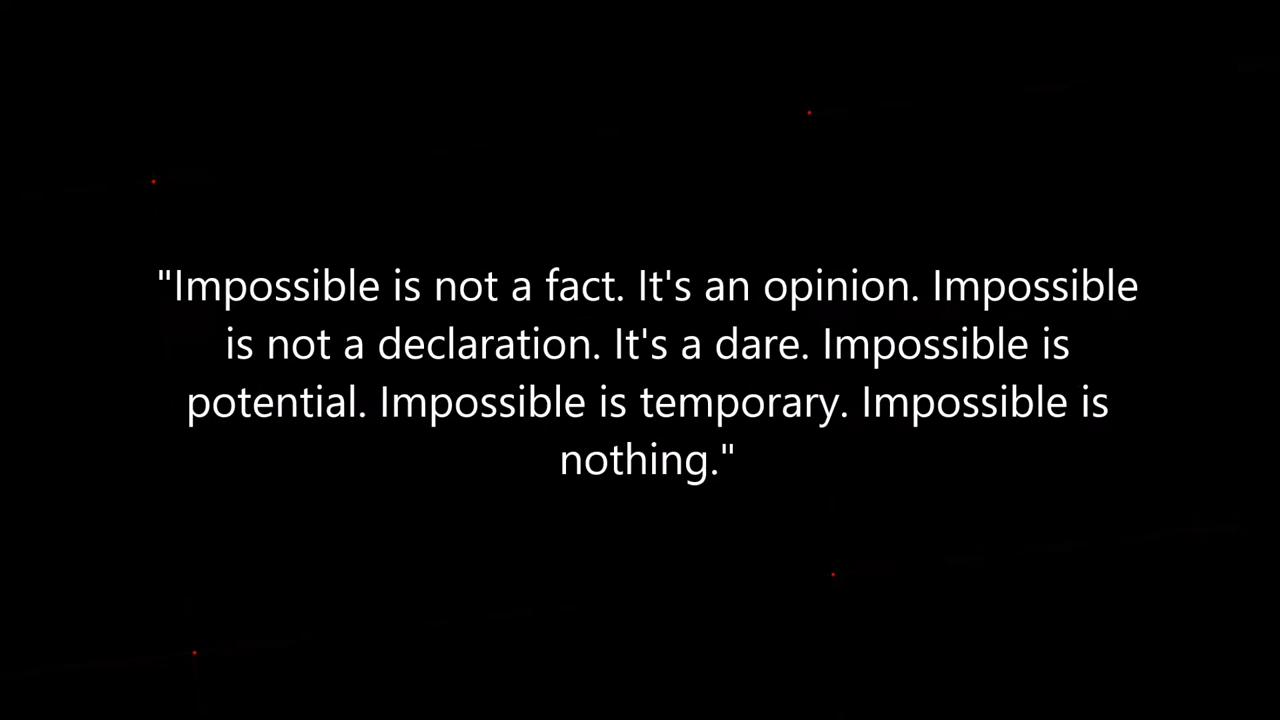 "Impossible is not a fact. It's an opinion. Impossible
is not a declaration. It's a dare. Impossible is
potential. Impossible is temporary. Impossible is
nothing."